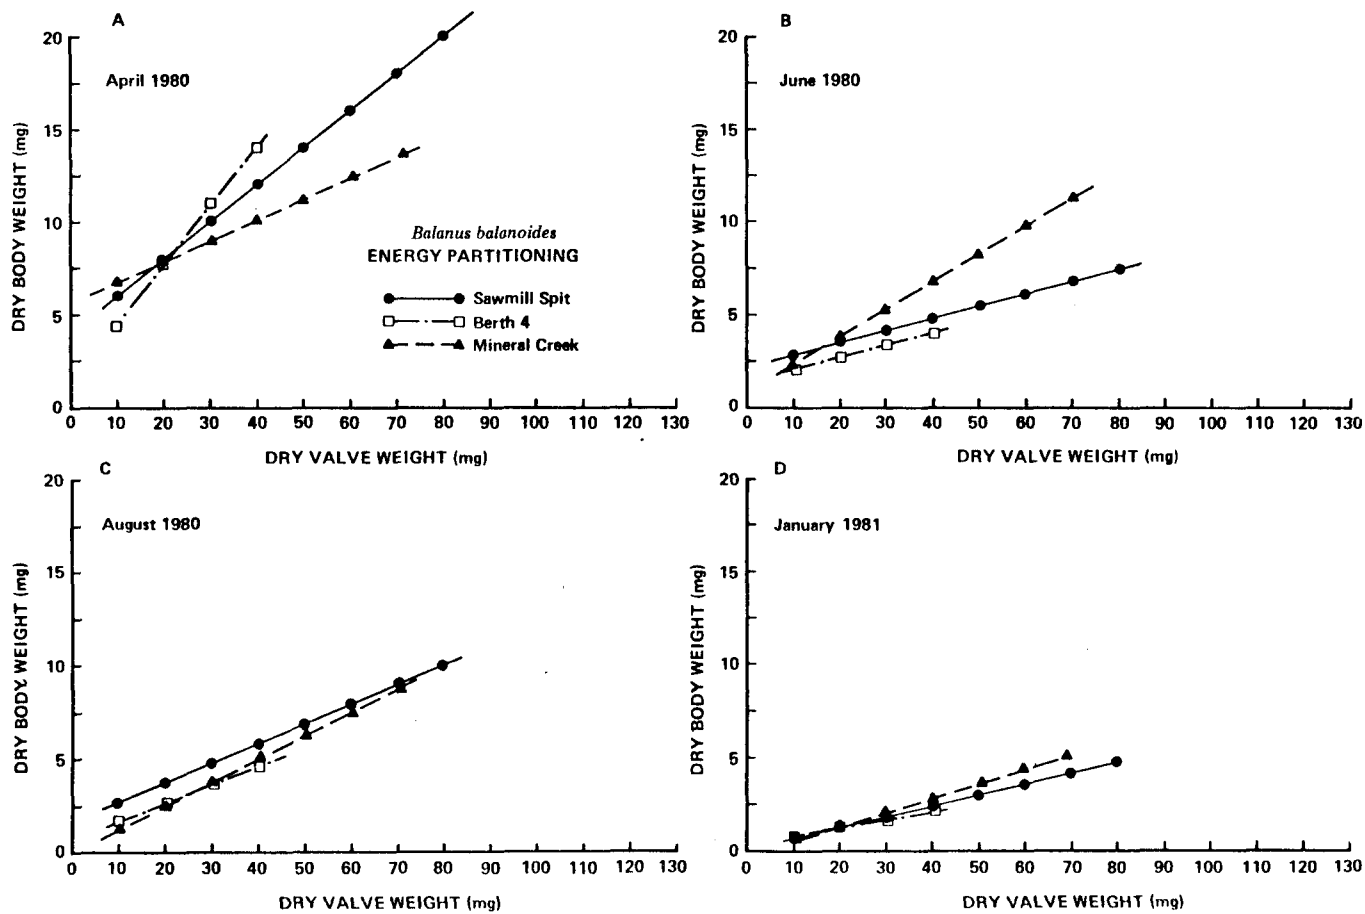 A
April 1980
20
15
10
5
0
DRY BODY WEIGHT (mg)
0 10 20 30 40 50 60 70 80 90 100 110 120 130
DRY VALVE WEIGHT (mg)
Balanus balanoides
ENERGY PARTITIONING
Sawmill Spit
Berth 4
Mineral Creek
B
June 1980
20
15
10
5
0
DRY BODY WEIGHT (mg)
0 10 20 30 40 50 60 70 80 90 100 110 120 130
DRY VALVE WEIGHT (mg)
C
August 1980
20
15
10
5
0
DRY BODY WEIGHT (mg)
0 10 20 30 40 50 60 70 80 90 100 110 120 130
DRY VALVE WEIGHT (mg)
D
January 1981
20
15
10
5
0
DRY BODY WEIGHT (mg)
0 10 20 30 40 50 60 70 80 90 100 110 120 130
DRY VALVE WEIGHT (mg)